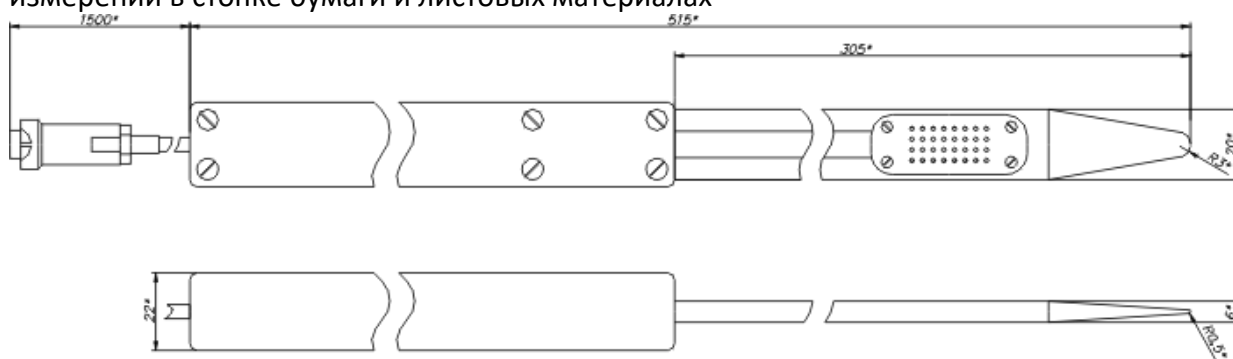 измерений в стопке бумаги и листовых материалах
1500*
515*
305*
20*
R3*
22*
6*
R0,5*